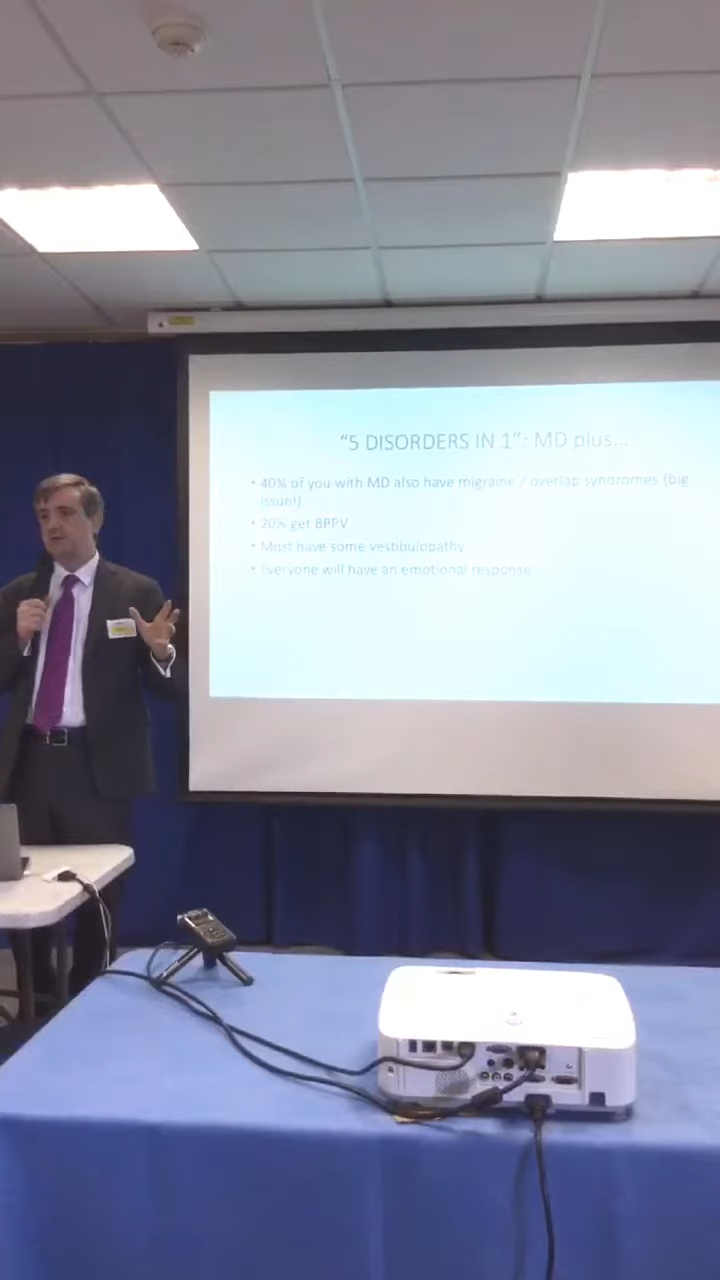 “5 DISORDERS IN 1”: MD plus...
• 40% of you with MD also have migraine / overlap syndromes (big
issue!)
• 20% get BPPV
• Most have some vestibulopathy
• Everyone will have an emotional response